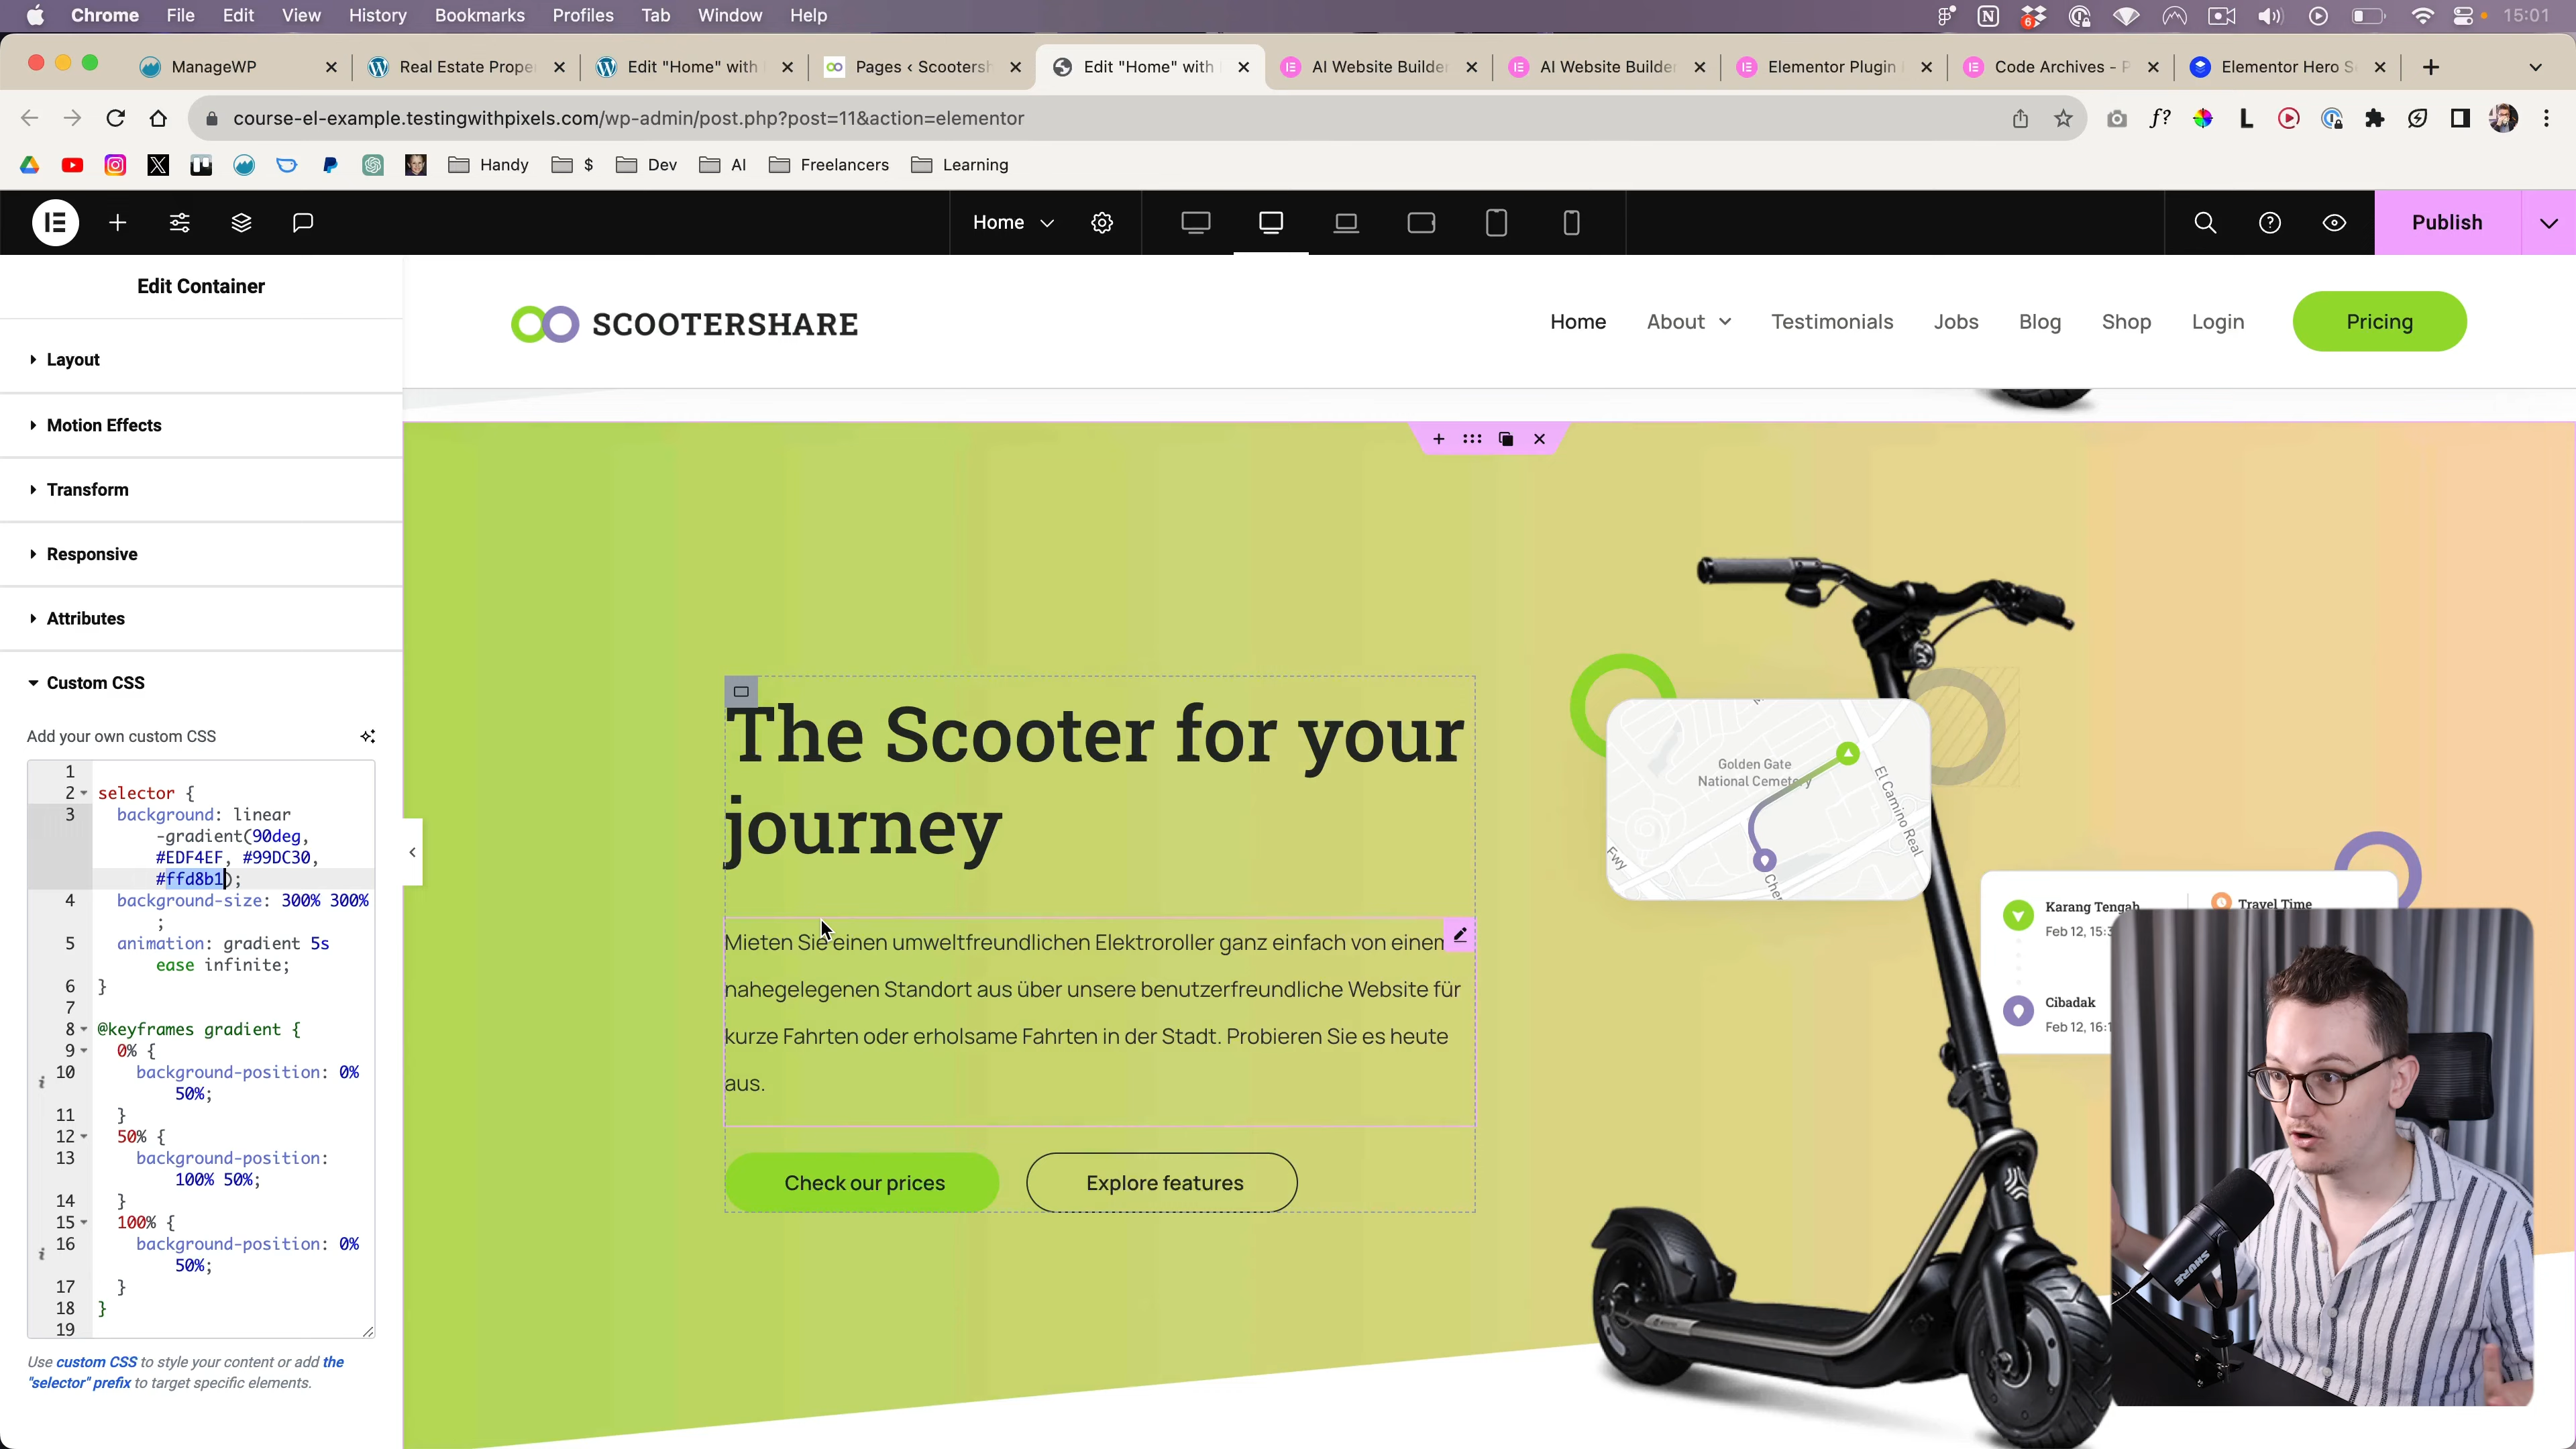 Chrome File Edit View History Bookmarks Profiles Tab Window Help 6 15:01
ManageWP Real Estate Prope Edit "Home" with Pages ‹ Scootersh Edit "Home" with AI Website Builder AI Website Builder Elementor Plugin Code Archives - P Elementor Hero S
course-el-example.testingwithpixels.com/wp-admin/post.php?post=11&action=elementor
Handy $ Dev AI Freelancers Learning
Home Publish
Edit Container
Layout
Motion Effects
Transform
Responsive
Attributes
Custom CSS
Add your own custom CSS
1
2 selector {
3 background: linear
-gradient(90deg,
#EDF4EF, #99DC30,
#ffd8b1);
4 background-size: 300% 300%
;
5 animation: gradient 5s
ease infinite;
6 }
7
8 @keyframes gradient {
9 0% {
10 background-position: 0%
50%;
11 }
12 50% {
13 background-position:
100% 50%;
14 }
15 100% {
16 background-position: 0%
50%;
17 }
18 }
19
Use custom CSS to style your content or add the
"selector" prefix to target specific elements.
SCOOTERSHARE
Home About Testimonials Jobs Blog Shop Login Pricing
The Scooter for your
journey
Mieten Sie einen umweltfreundlichen Elektroroller ganz einfach von einem
nahegelegenen Standort aus über unsere benutzerfreundliche Website für
kurze Fahrten oder erholsame Fahrten in der Stadt. Probieren Sie es heute
aus.
Check our prices Explore features
Golden Gate
National Cemetery
El Camino Real
Fwy
Cher
Karang Tengah
Feb 12, 15:3
Travel Time
Cibadak
Feb 12, 16:1
SHURE